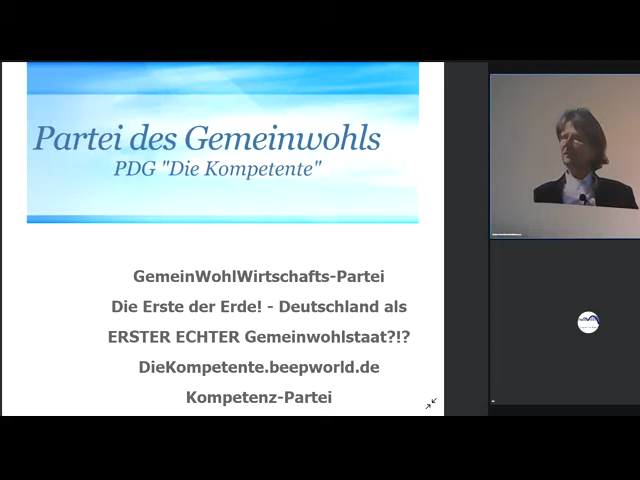 Partei des Gemeinwohls
PDG "Die Kompetente"
GemeinWohlWirtschafts-Partei
Die Erste der Erde! - Deutschland als
ERSTER ECHTER Gemeinwohlstaat?!?
DieKompetente.beepworld.de
Kompetenz-Partei